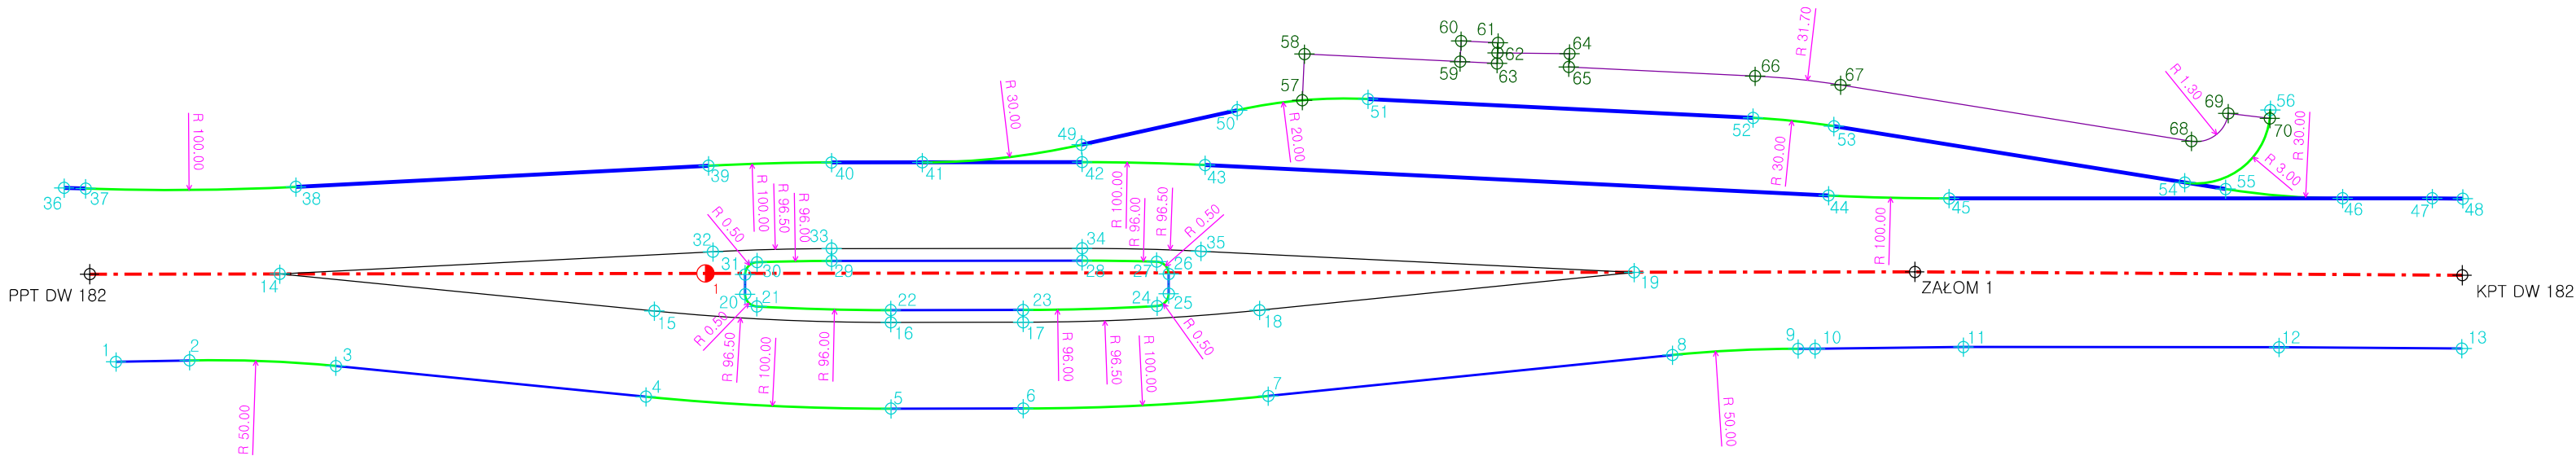 60
61
58
64
62
59
63
65
66
67
R 31.70
R 1.30
69
56
57
70
68
R 30.00
R 3.00
R 100.00
R 30.00
49
50
R 20.00
51
52
53
R 30.00
54
55
36
37
38
39
40
41
42
43
44
45
46
47
48
R 100.00
R 96.50
R 96.00
R 0.50
R 100.00
R 96.00
R 96.50
R 0.50
R 100.00
32
33
34
35
31
30
29
28
27
26
14
1
19
ZAŁOM 1
PPT DW 182
KPT DW 182
20
21
22
23
24
25
15
16
17
18
R 0.50
R 96.50
R 100.00
R 96.00
R 96.00
R 96.50
R 100.00
R 0.50
1
2
3
4
5
6
7
8
9
10
11
12
13
R 50.00
R 50.00